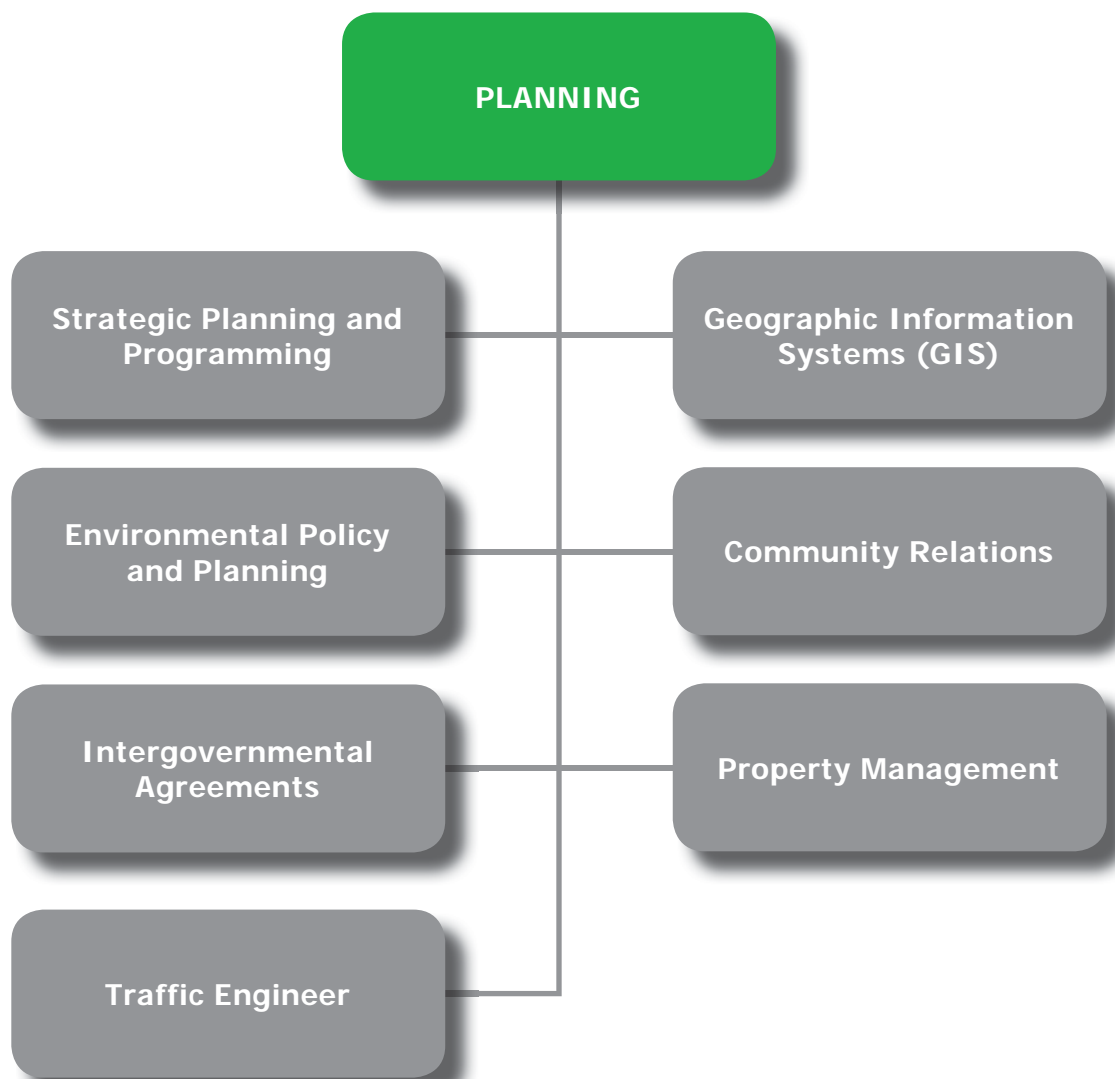 PLANNING
Strategic Planning and
Programming
Geographic Information
Systems (GIS)
Environmental Policy
and Planning
Community Relations
Intergovernmental
Agreements
Property Management
Traffic Engineer